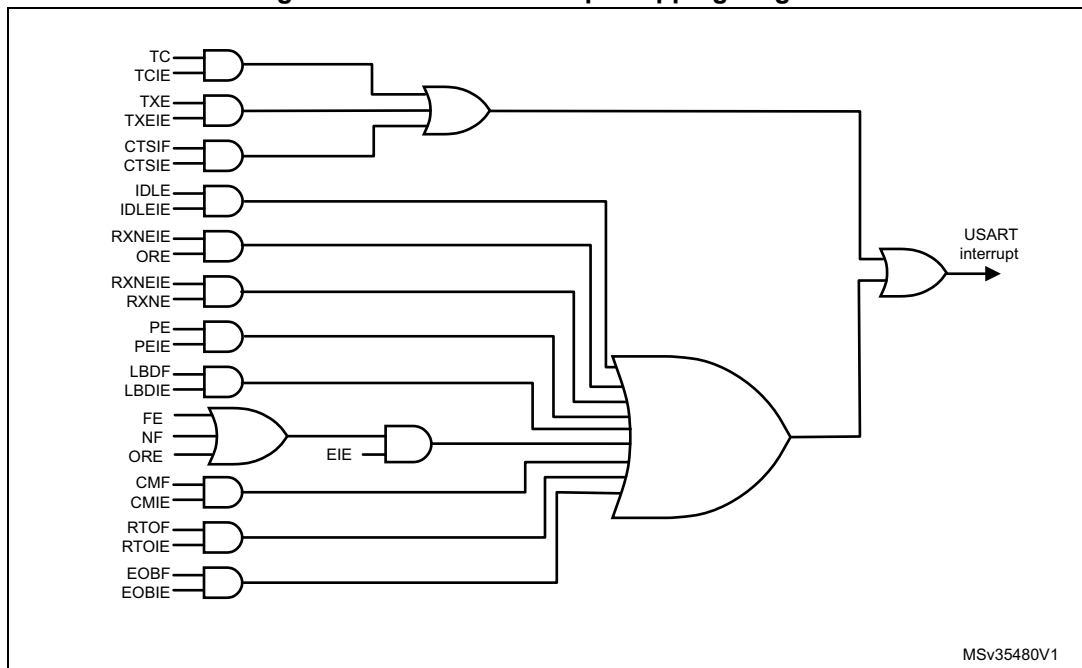 TC
TCIE
TXE
TXEIE
CTSIF
CTSIE
IDLE
IDLEIE
RXNEIE
ORE
RXNEIE
RXNE
PE
PEIE
LBDF
LBDIE
FE
NF
ORE
EIE
CMF
CMIE
RTOF
RTOIE
EOBF
EOBIE
USART
interrupt
MSv35480V1